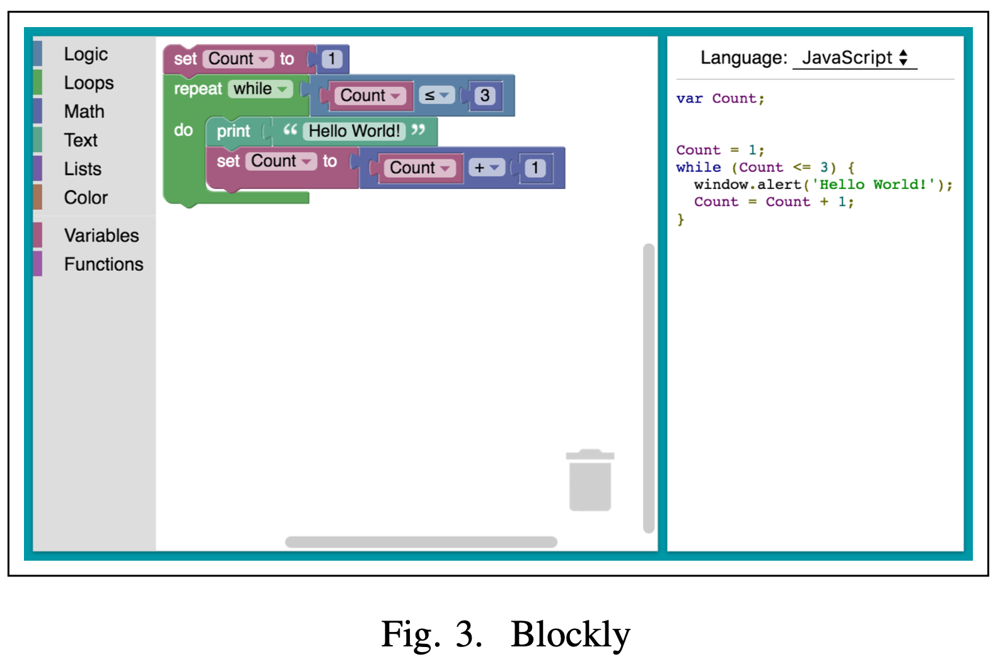 Logic
Loops
Math
Text
Lists
Color
Variables
Functions
set Count to 1
repeat while Count ≤ 3
do print “ Hello World! ”
set Count to Count + 1
Language: JavaScript
var Count;
Count = 1;
while (Count <= 3) {
  window.alert('Hello World!');
  Count = Count + 1;
}
Fig. 3. Blockly